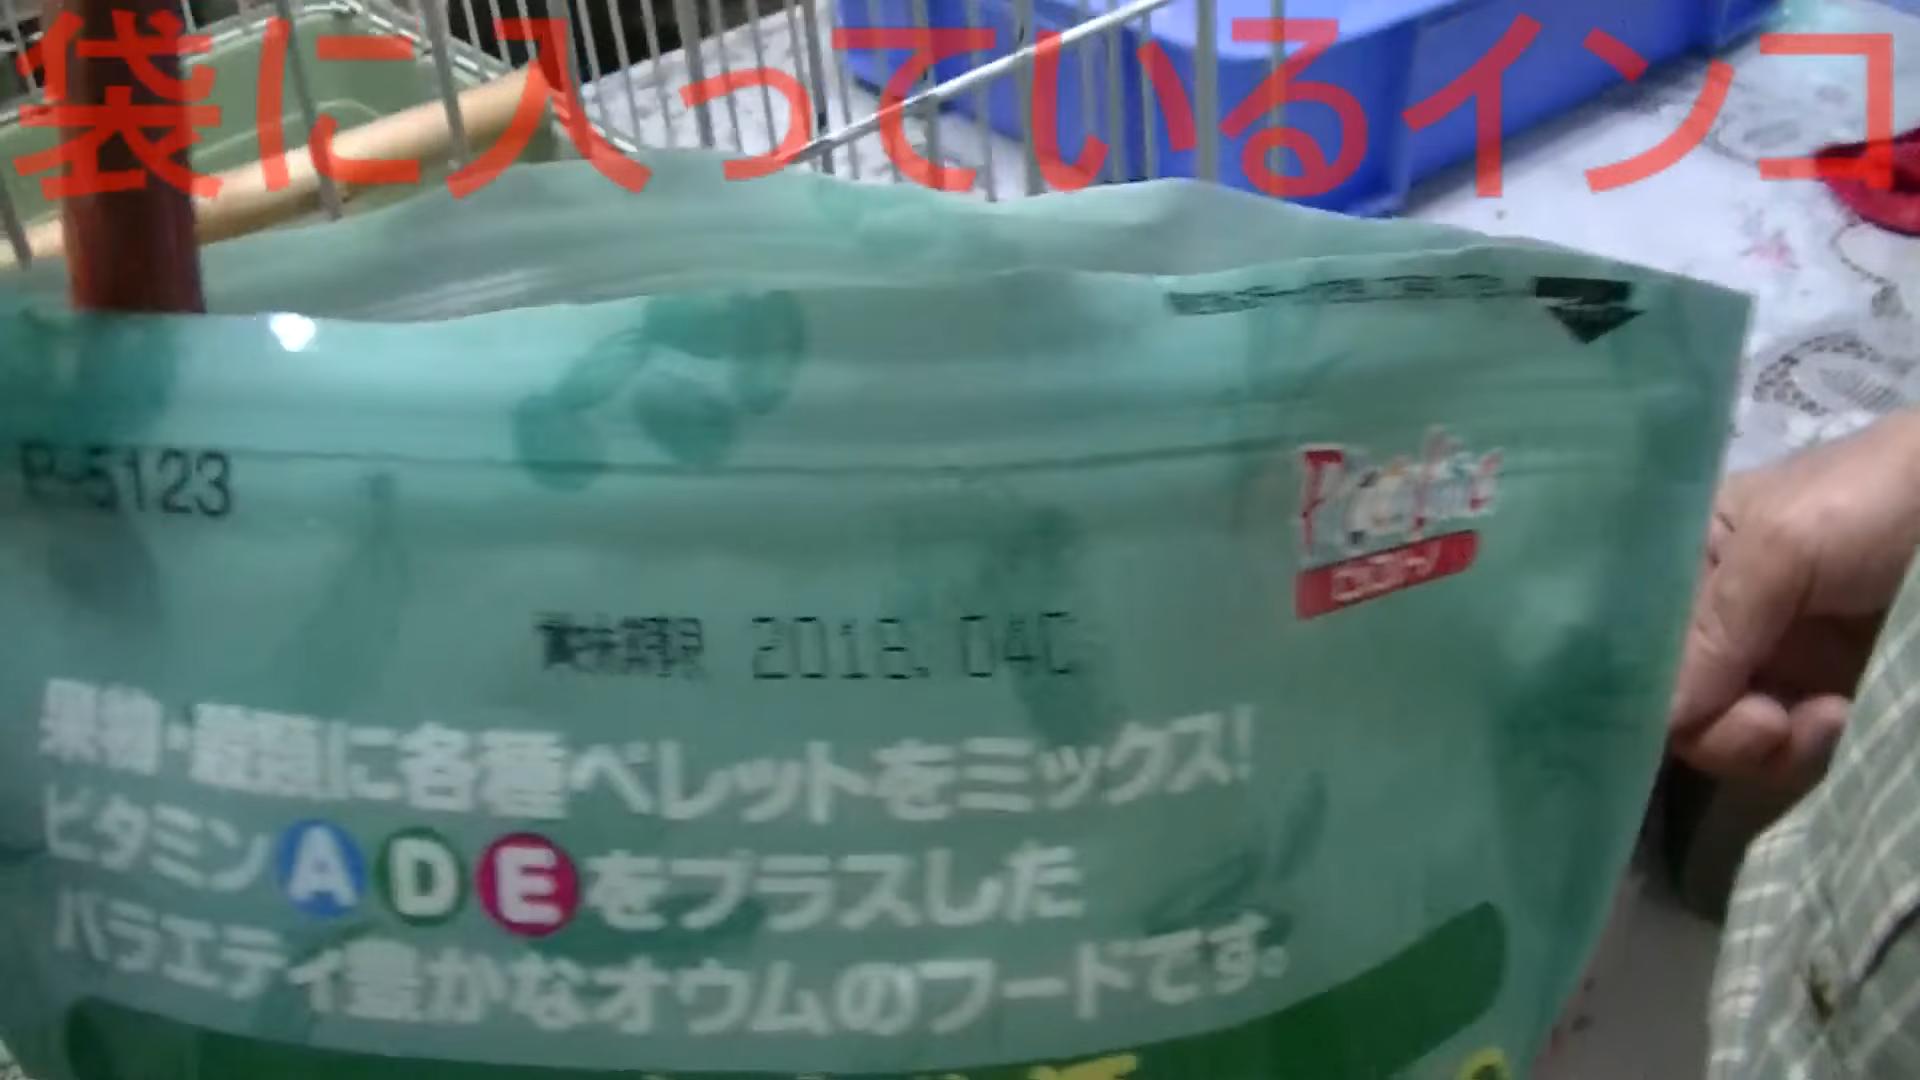 袋に入っているインコ
P-5123
賞味期限 2018.04
果物・穀類に各種ペレットをミックス!
ビタミンADEをプラスした
バラエティ豊かなオウムのフードです。